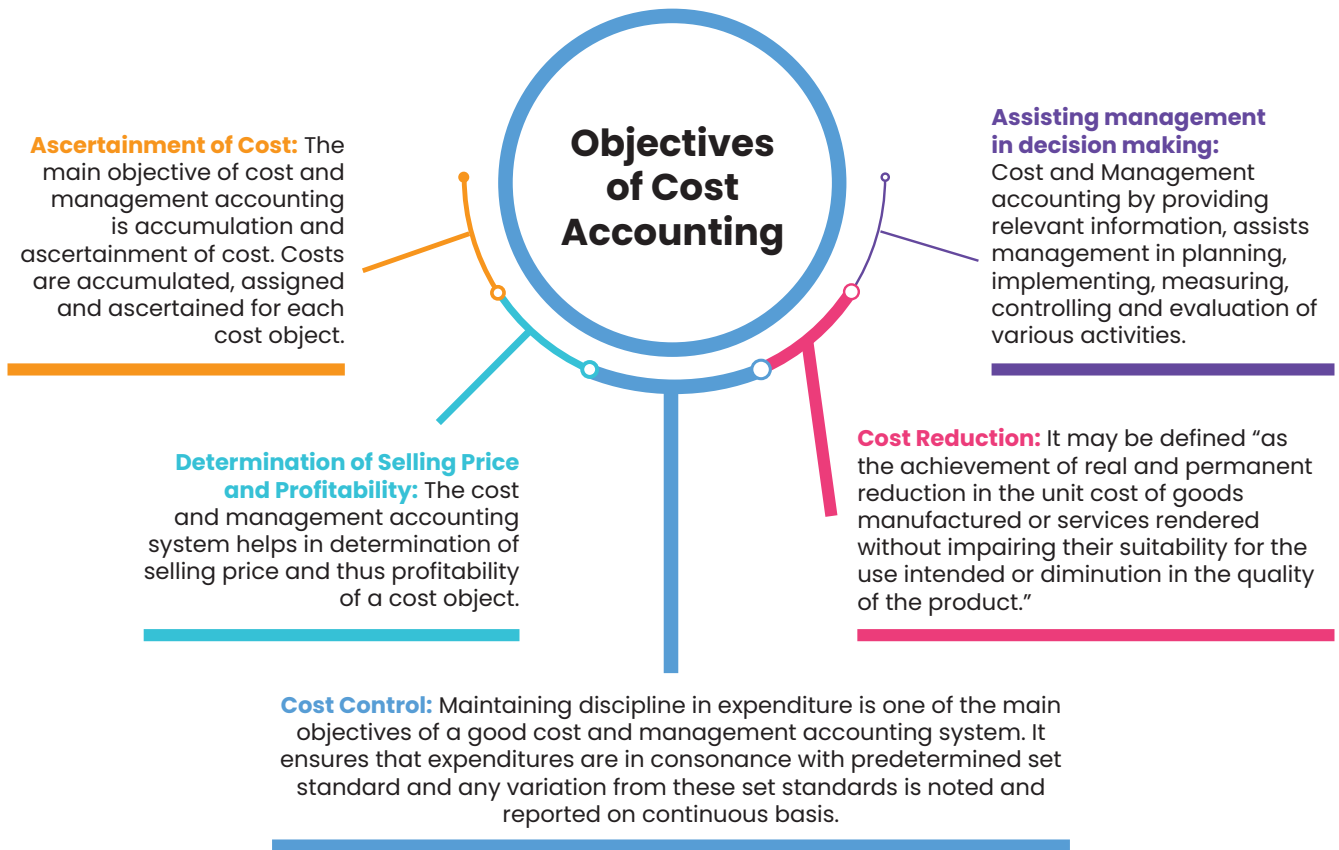 Objectives
of Cost
Accounting
Ascertainment of Cost: The
main objective of cost and
management accounting
is accumulation and
ascertainment of cost. Costs
are accumulated, assigned
and ascertained for each
cost object.
Determination of Selling Price
and Profitability: The cost
and management accounting
system helps in determination of
selling price and thus profitability
of a cost object.
Cost Control: Maintaining discipline in expenditure is one of the main
objectives of a good cost and management accounting system. It
ensures that expenditures are in consonance with predetermined set
standard and any variation from these set standards is noted and
reported on continuous basis.
Cost Reduction: It may be defined “as
the achievement of real and permanent
reduction in the unit cost of goods
manufactured or services rendered
without impairing their suitability for the
use intended or diminution in the quality
of the product.”
Assisting management
in decision making:
Cost and Management
accounting by providing
relevant information, assists
management in planning,
implementing, measuring,
controlling and evaluation of
various activities.